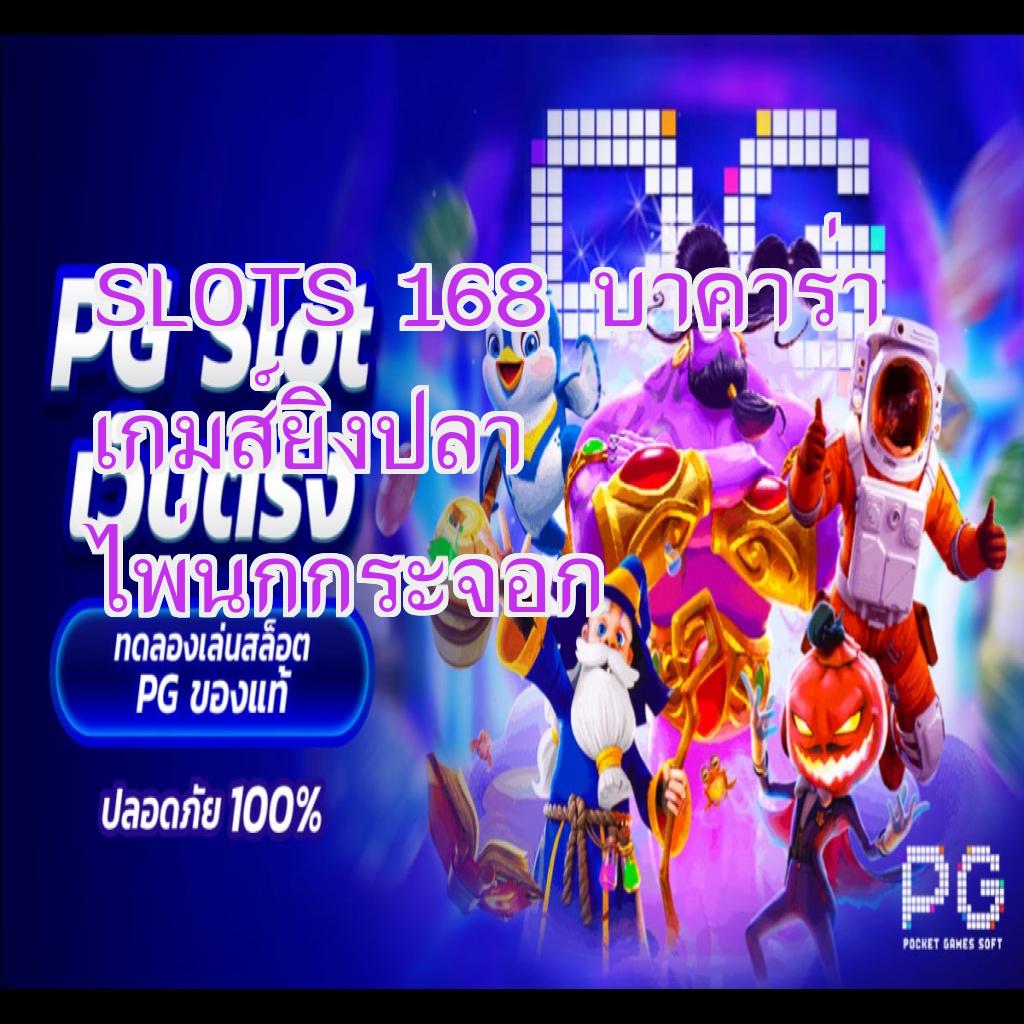 SLOTS 168 บาคาร่า
เกมส์ยิงปลา
ไพ่นกกระจอก
PG Slot
เว็บตรง
ทดลองเล่นสล็อต
PG ของแท้
ปลอดภัย 100%
PG
PG
POCKET GAMES SOFT